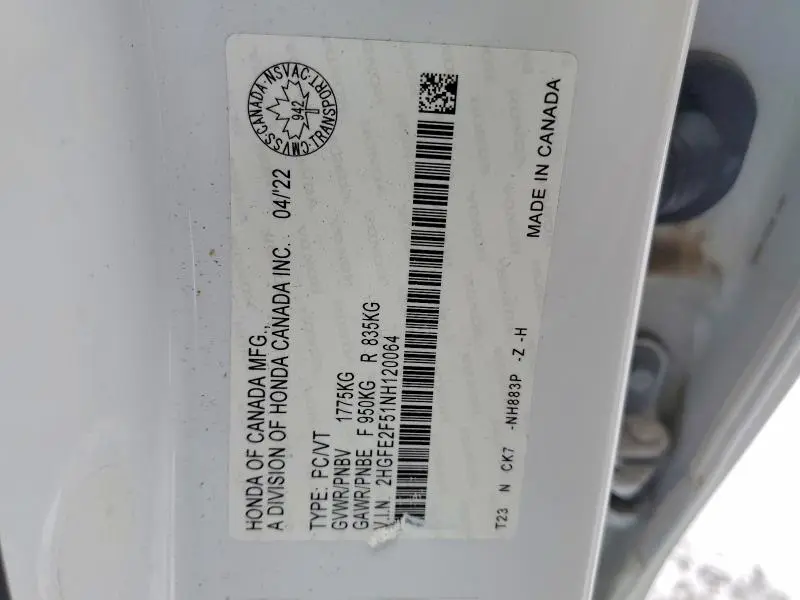 HONDA OF CANADA MFG.,
A DIVISION OF HONDA CANADA INC. 04/'22
CMVSS·CANADA·NSVAC·TRANSPORT·
942
TYPE: PC/VT
GVWR/PNBV 1775KG
GAWR/PNBE F 950KG R 835KG
V.I.N. 2HGFE2F51NH120064
T23 N CK7 -NH883P -Z -H
MADE IN CANADA